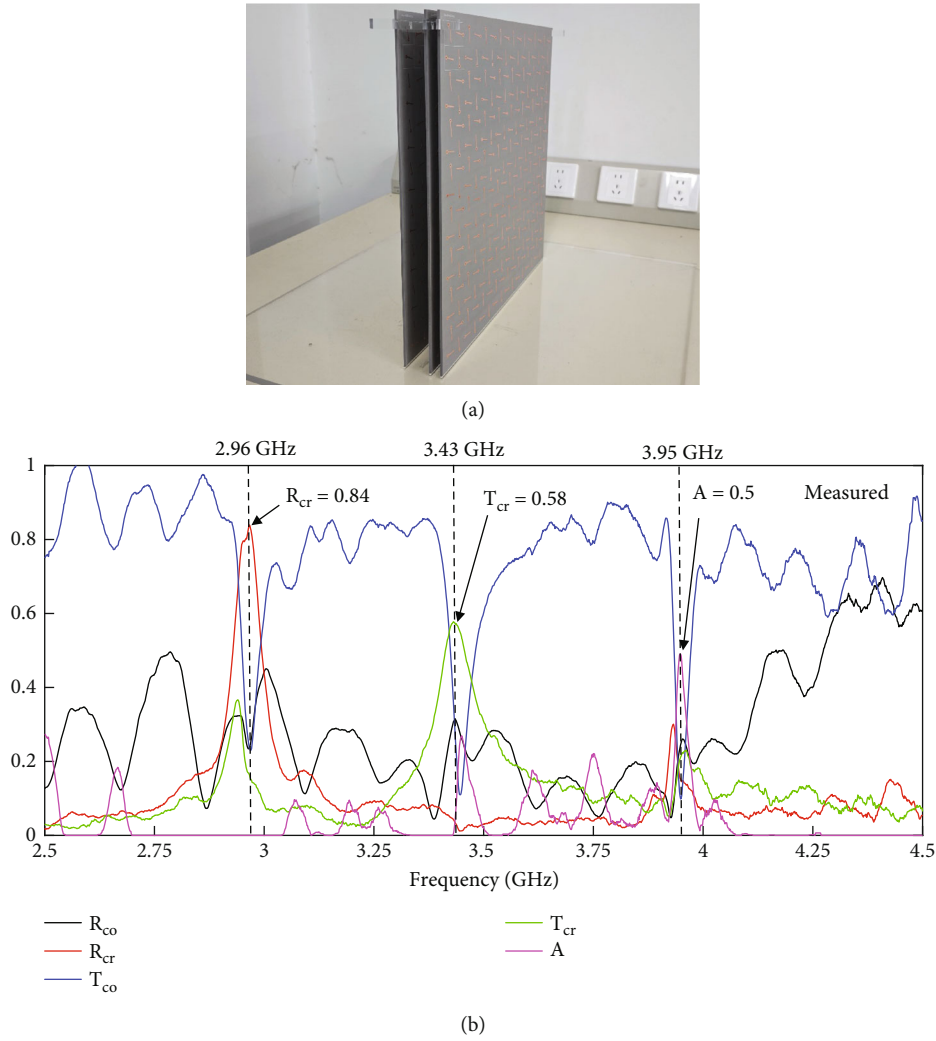 (a)
2.96 GHz 3.43 GHz 3.95 GHz
R_cr = 0.84
T_cr = 0.58
A = 0.5
Measured
1
0.8
0.6
0.4
0.2
0
2.5 2.75 3 3.25 3.5 3.75 4 4.25 4.5
Frequency (GHz)
R_co
R_cr
T_co
T_cr
A
(b)